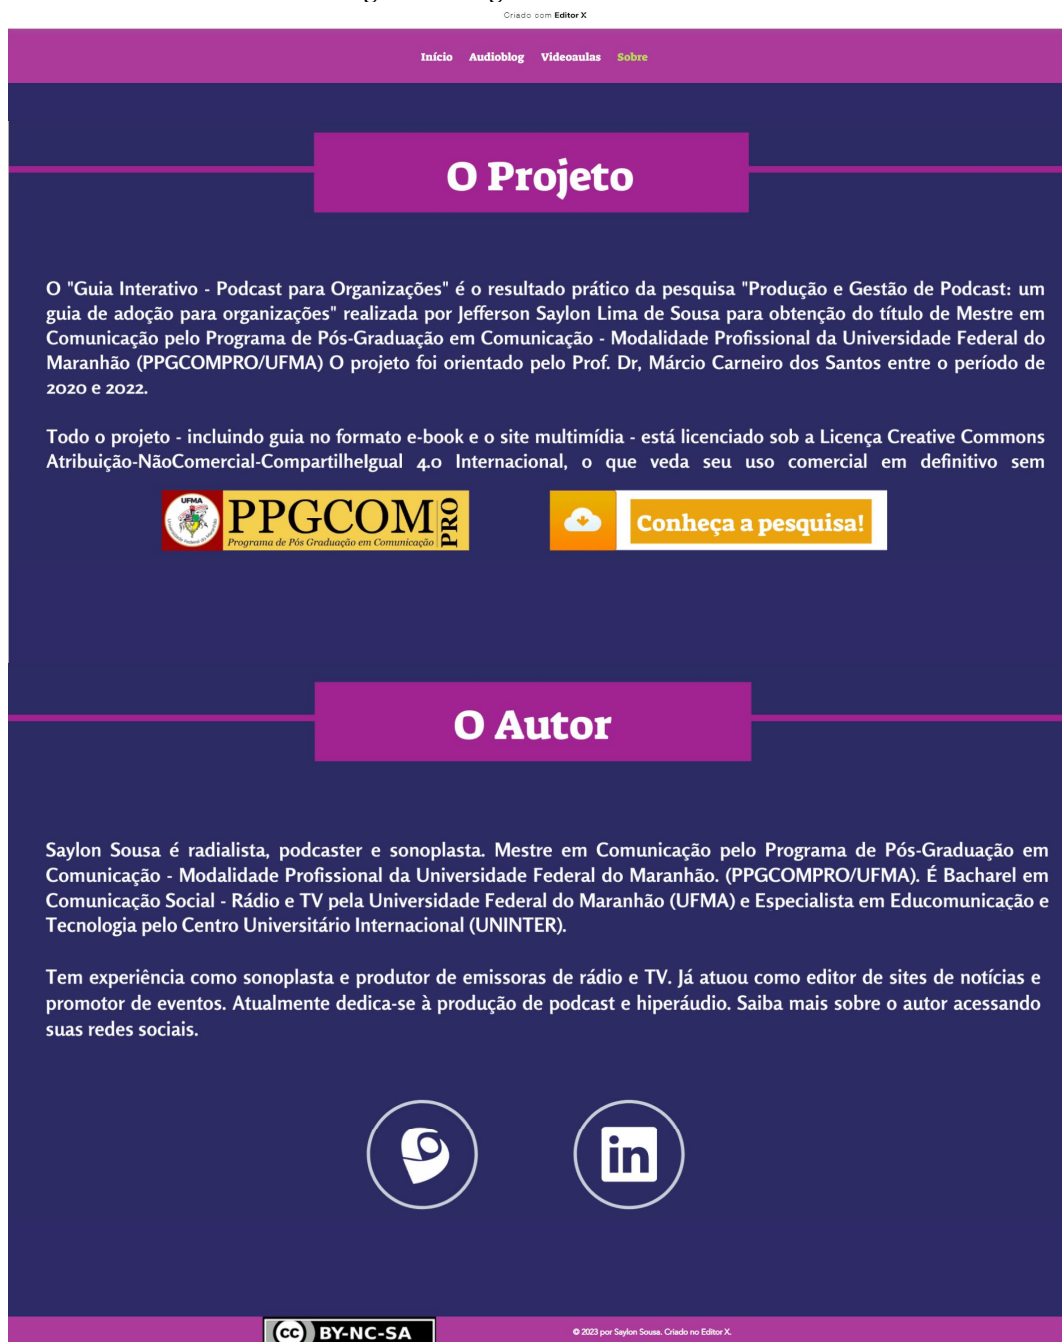 Criado com Editor X
Início Audioblog Videoaulas Sobre
O Projeto
O "Guia Interativo - Podcast para Organizações" é o resultado prático da pesquisa "Produção e Gestão de Podcast: um
guia de adoção para organizações" realizada por Jefferson Saylon Lima de Sousa para obtenção do título de Mestre em
Comunicação pelo Programa de Pós-Graduação em Comunicação - Modalidade Profissional da Universidade Federal do
Maranhão (PPGCOMPRO/UFMA) O projeto foi orientado pelo Prof. Dr, Márcio Carneiro dos Santos entre o período de
2020 e 2022.
Todo o projeto - incluindo guia no formato e-book e o site multimídia - está licenciado sob a Licença Creative Commons
Atribuição-NãoComercial-CompartilheIgual 4.0 Internacional, o que veda seu uso comercial em definitivo sem
UFMA
PPGCOM PRO
Programa de Pós Graduação em Comunicação
Conheça a pesquisa!
O Autor
Saylon Sousa é radialista, podcaster e sonoplasta. Mestre em Comunicação pelo Programa de Pós-Graduação em
Comunicação - Modalidade Profissional da Universidade Federal do Maranhão. (PPGCOMPRO/UFMA). É Bacharel em
Comunicação Social - Rádio e TV pela Universidade Federal do Maranhão (UFMA) e Especialista em Educomunicação e
Tecnologia pelo Centro Universitário Internacional (UNINTER).
Tem experiência como sonoplasta e produtor de emissoras de rádio e TV. Já atuou como editor de sites de notícias e
promotor de eventos. Atualmente dedica-se à produção de podcast e hiperáudio. Saiba mais sobre o autor acessando
suas redes sociais.
in
cc BY-NC-SA
© 2023 por Saylon Sousa. Criado no Editor X.